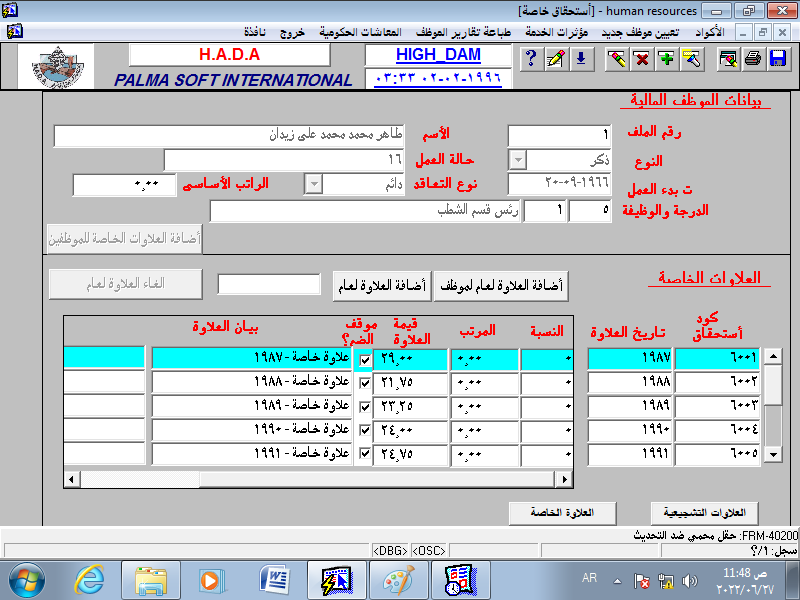 human resources - [أستحقاق خاصة]
الأكواد تعيين موظف جديد مؤثرات الخدمة طباعة تقارير الموظف المعاشات الحكومية خروج نافذة
H.A.D.A
HIGH_DAM
PALMA SOFT INTERNATIONAL
٠٣:٣٣ ٠٢-٠٢-١٩٩٦
بيانات الموظف المالية
رقم الملف ١ الأسم طاهر محمد محمد على زيدان
النوع ذكر حالة العمل ١٦
ت بدء العمل ٢٠-٠٩-١٩٦٦ نوع التعاقد دائم الراتب الأساسى ٠٫٠٠
الدرجة والوظيفة ٥ ١ رئس قسم الشطب
أضافة العلاوات الخاصة للموظفين
العلاوات الخاصة
أضافة العلاوة لعام لموظف أضافة العلاوة لعام الغاء العلاوة لعام
كود أستحقاق تاريخ العلاوة النسبة المرتب قيمة العلاوة موقف الضم؟ بيان العلاوة
٦٠٠١ ١٩٨٧ ٠ ٠٫٠٠ ٢٩٫٠٠ علاوة خاصة - ١٩٨٧
٦٠٠٢ ١٩٨٨ ٠ ٠٫٠٠ ٢١٫٧٥ علاوة خاصة - ١٩٨٨
٦٠٠٣ ١٩٨٩ ٠ ٠٫٠٠ ٢٣٫٢٥ علاوة خاصة - ١٩٨٩
٦٠٠٤ ١٩٩٠ ٠ ٠٫٠٠ ٢٤٫٠٠ علاوة خاصة - ١٩٩٠
٦٠٠٥ ١٩٩١ ٠ ٠٫٠٠ ٢٤٫٧٥ علاوة خاصة - ١٩٩١
العلاوات التشجيعية العلاوة الخاصة
FRM-40200: حقل محمي ضد التحديث
سجل: ١/؟ <OSC> <DBG>
AR
11:48 ص
٢٠٢٢/٠٦/٢٧